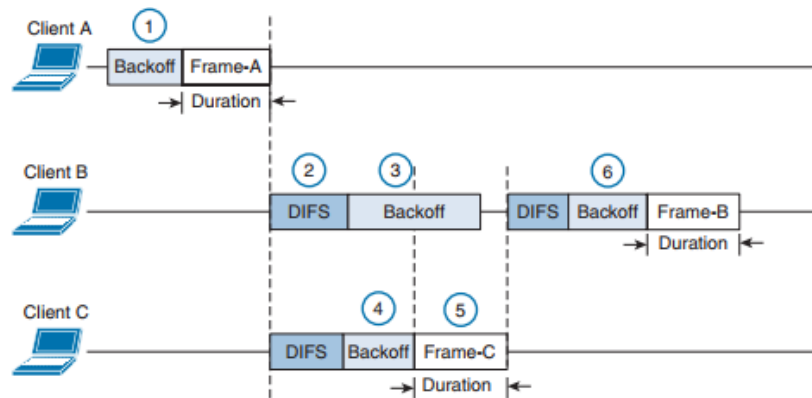 Client A
1
Backoff Frame-A
Duration
Client B
2
3
6
DIFS Backoff DIFS Backoff Frame-B
Duration
Client C
4
5
DIFS Backoff Frame-C
Duration